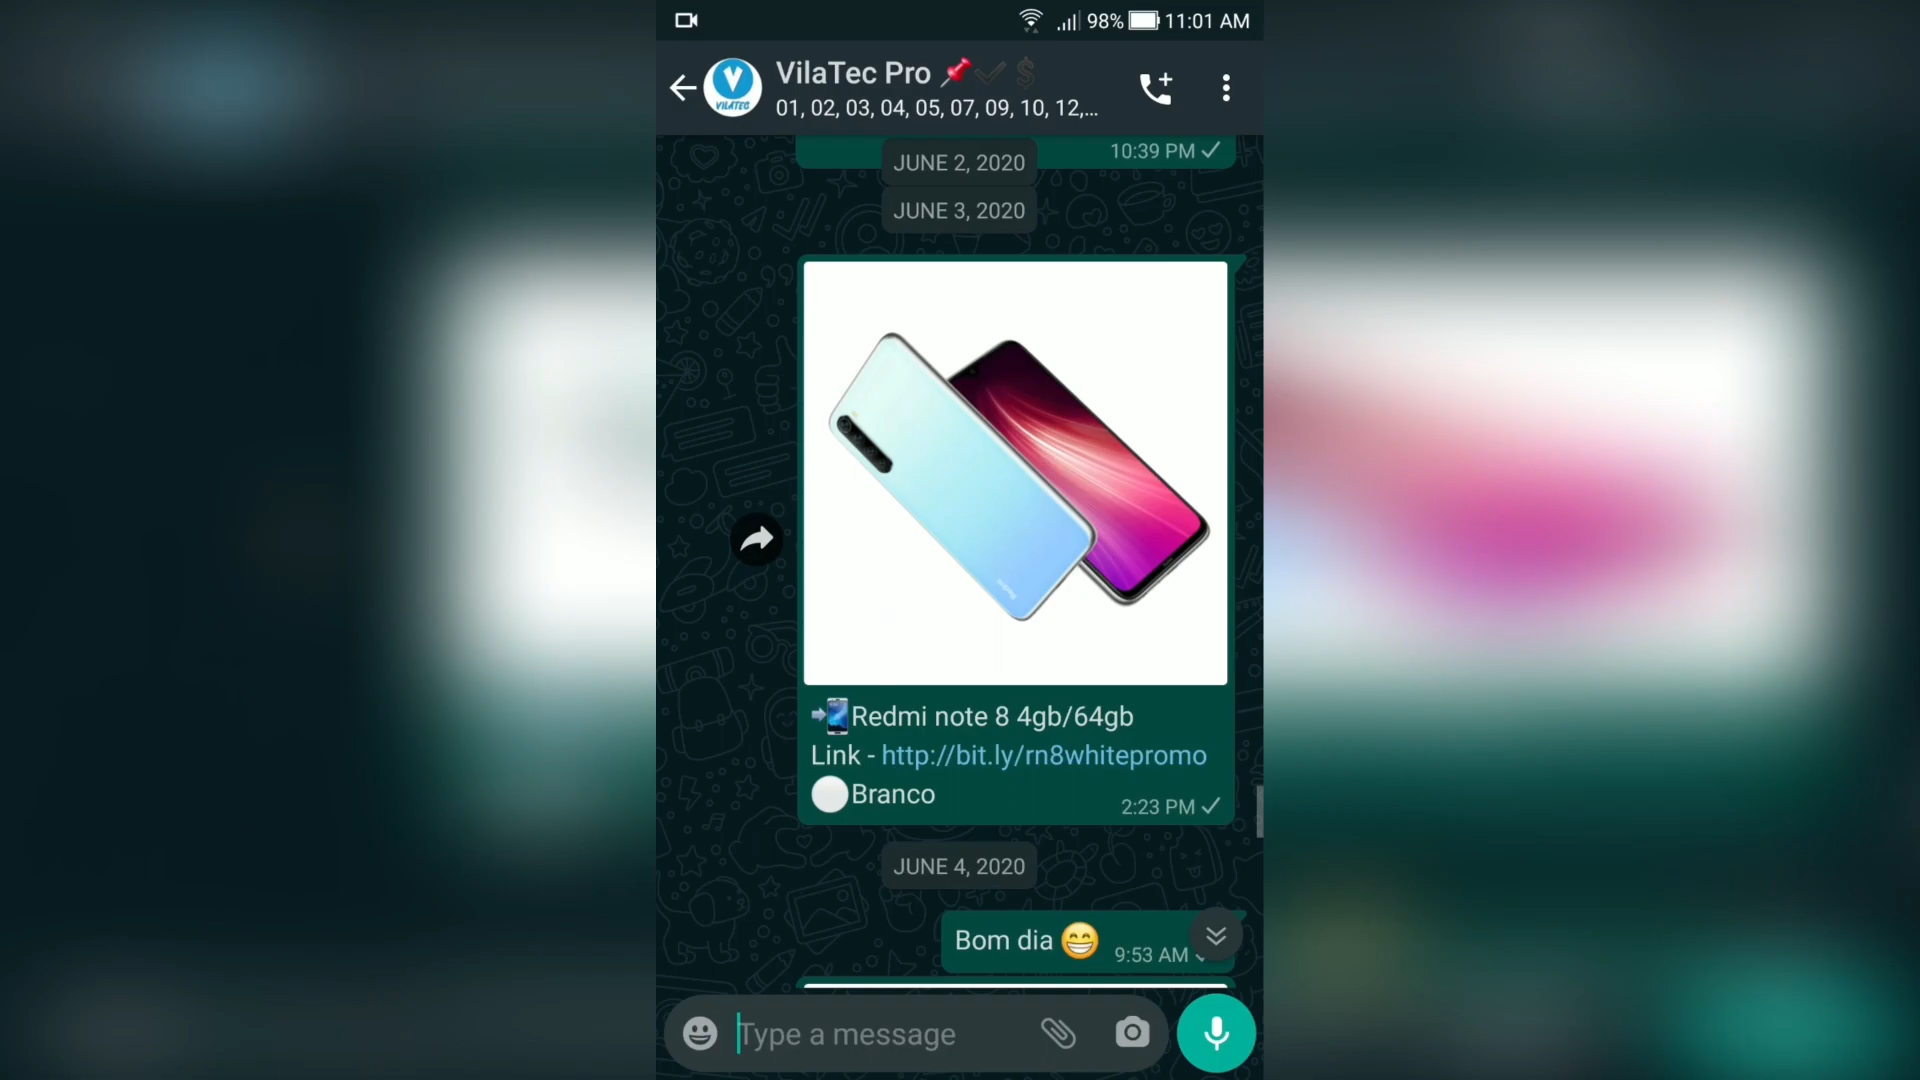 98% 11:01 AM
VilaTec Pro
VILATEC
01, 02, 03, 04, 05, 07, 09, 10, 12,...
10:39 PM
JUNE 2, 2020
JUNE 3, 2020
Redmi
Redmi note 8 4gb/64gb
Link - http://bit.ly/rn8whitepromo
Branco
2:23 PM
JUNE 4, 2020
Bom dia
9:53 AM
Type a message